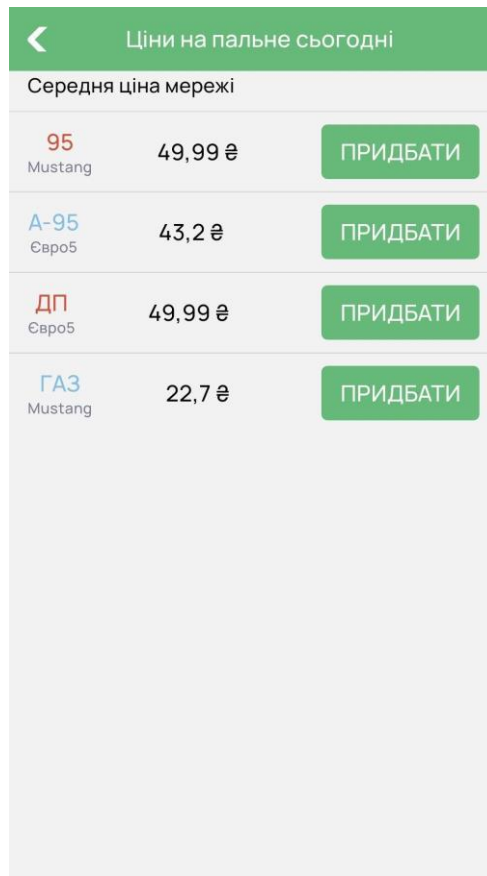 Ціни на пальне сьогодні
Середня ціна мережі
95
Mustang
49,99 ₴
ПРИДБАТИ
А-95
Євро5
43,2 ₴
ПРИДБАТИ
ДП
Євро5
49,99 ₴
ПРИДБАТИ
ГАЗ
Mustang
22,7 ₴
ПРИДБАТИ